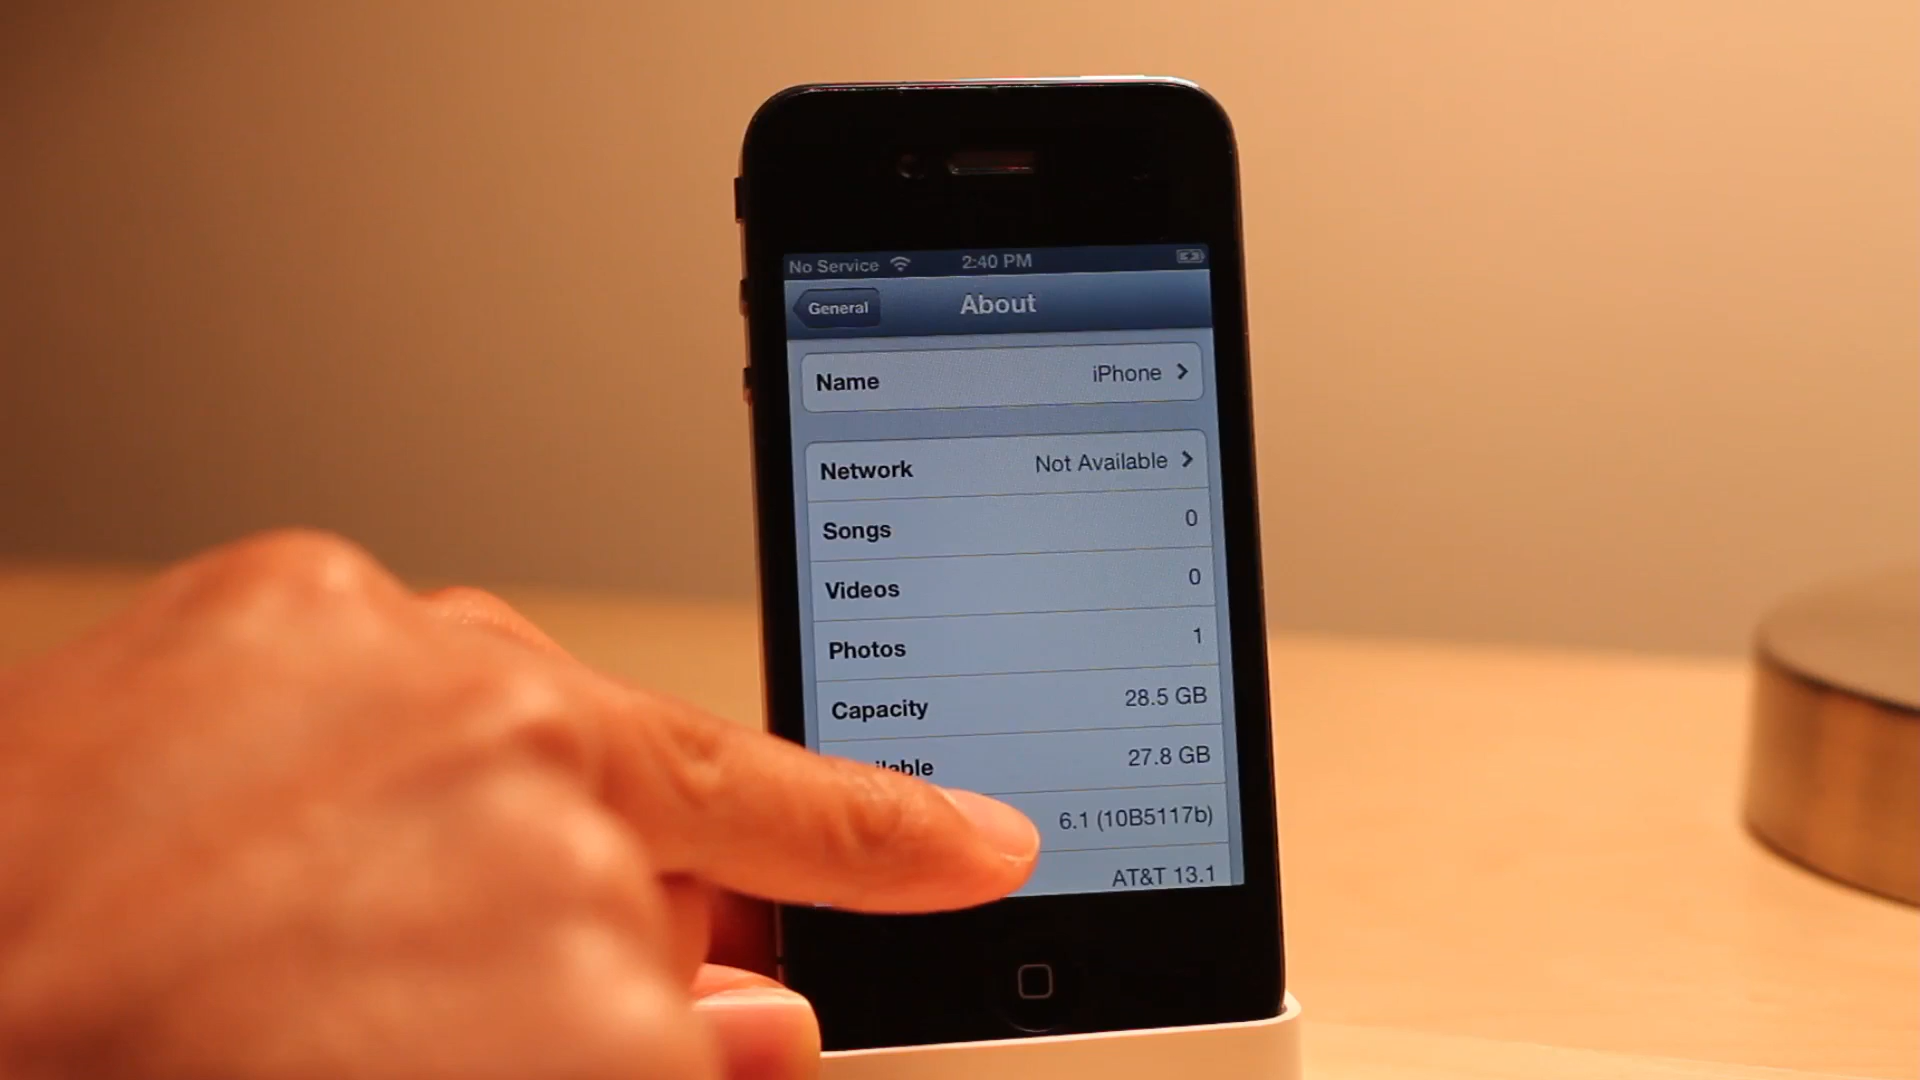 No Service 2:40 PM
General About
Name iPhone
Network Not Available
Songs 0
Videos 0
Photos 1
Capacity 28.5 GB
27.8 GB
6.1 (10B5117b)
AT&T 13.1